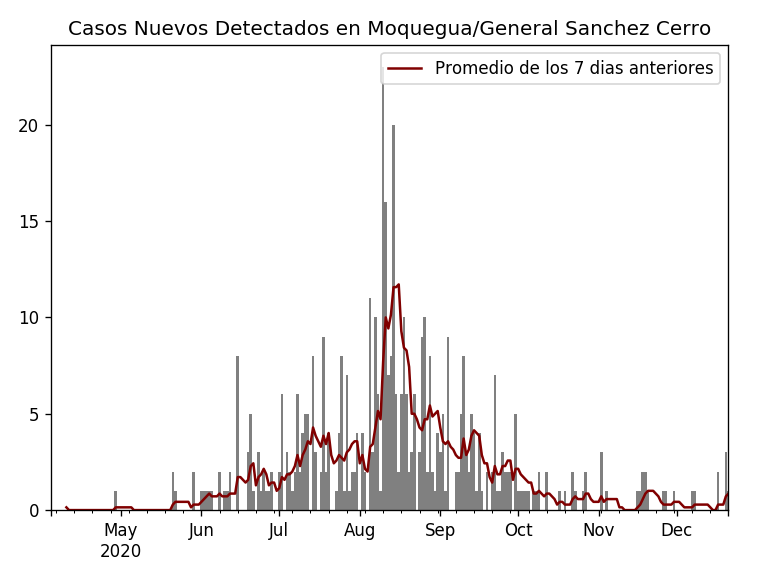 Casos Nuevos Detectados en Moquegua/General Sanchez Cerro
Promedio de los 7 dias anteriores
20
15
10
5
0
May Jun Jul Aug Sep Oct Nov Dec
2020